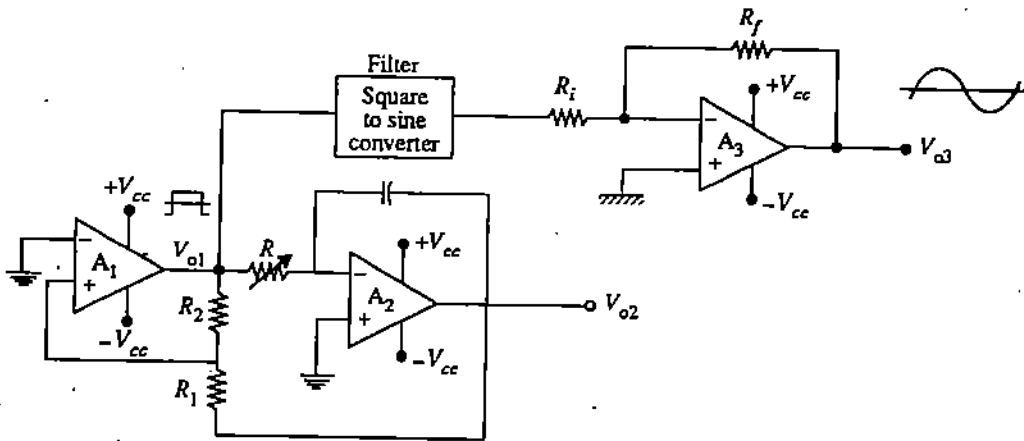 Filter
Square
to sine
converter
R_i
R_f
+V_cc
A_3
−
+
−V_cc
V_o3
+V_cc
−
A_1
+
−V_cc
V_o1
R
R_2
R_1
+V_cc
−
A_2
+
−V_cc
V_o2